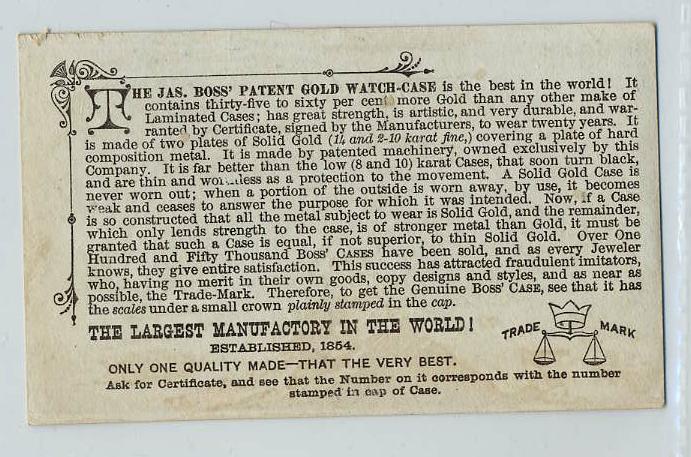 THE JAS. BOSS' PATENT GOLD WATCH-CASE is the best in the world! It
contains thirty-five to sixty per cent more Gold than any other make of
Laminated Cases; has great strength, is artistic, and very durable, and war-
ranted by Certificate, signed by the Manufacturers, to wear twenty years. It
is made of two plates of Solid Gold (14 and 2-10 karat fine,) covering a plate of hard
composition metal. It is made by patented machinery, owned exclusively by this
Company. It is far better than the low (8 and 10) karat Cases, that soon turn black,
and are thin and worthless as a protection to the movement. A Solid Gold Case is
never worn out; when a portion of the outside is worn away, by use, it becomes
weak and ceases to answer the purpose for which it was intended. Now, if a Case
is so constructed that all the metal subject to wear is Solid Gold, and the remainder,
which only lends strength to the case, is of stronger metal than Gold, it must be
granted that such a Case is equal, if not superior, to thin Solid Gold. Over One
Hundred and Fifty Thousand BOSS' CASES have been sold, and as every Jeweler
knows, they give entire satisfaction. This success has attracted fraudulent imitators,
who, having no merit in their own goods, copy designs and styles, and as near as
possible, the Trade-Mark. Therefore, to get the Genuine BOSS' CASE, see that it has
the scales under a small crown plainly stamped in the cap.
THE LARGEST MANUFACTORY IN THE WORLD!
ESTABLISHED, 1854.
TRADE MARK
ONLY ONE QUALITY MADE—THAT THE VERY BEST.
Ask for Certificate, and see that the Number on it corresponds with the number
stamped in cap of Case.